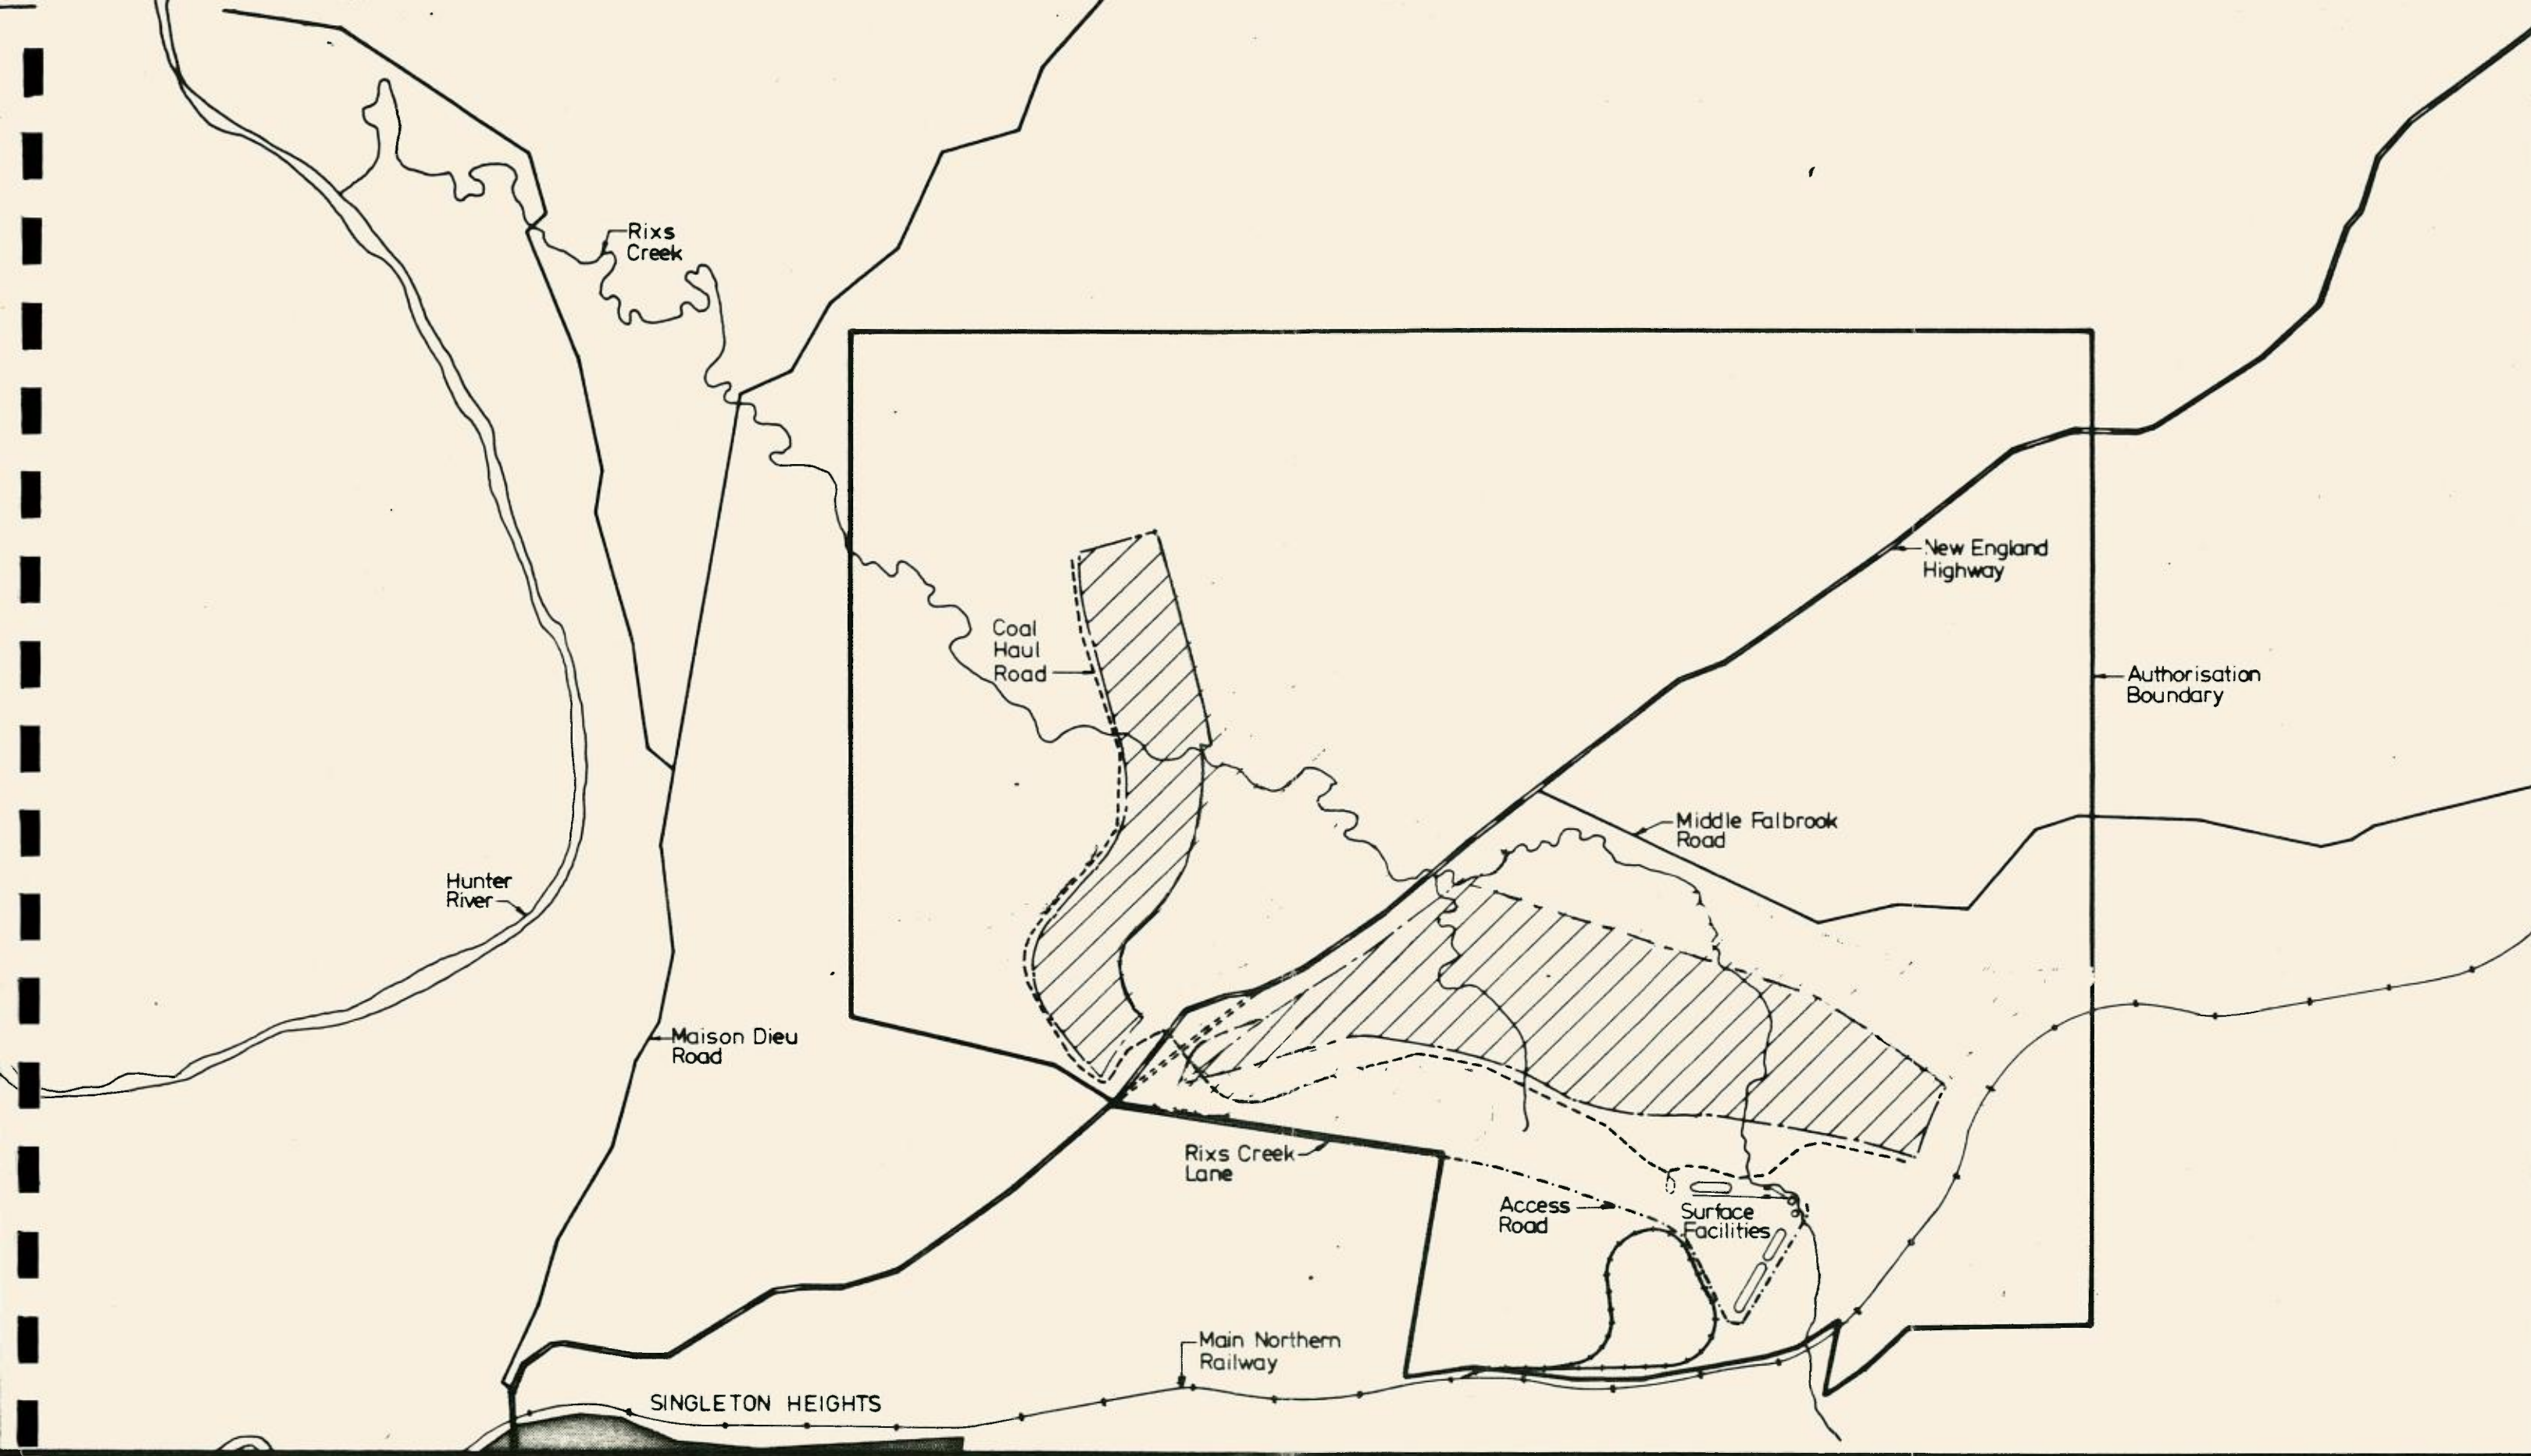 Rixs
Creek
New England
Highway
Coal
Haul
Road
Authorisation
Boundary
Middle Falbrook
Road
Hunter
River
Maison Dieu
Road
Rixs Creek
Lane
Access
Road
Surface
Facilities
Main Northern
Railway
SINGLETON HEIGHTS